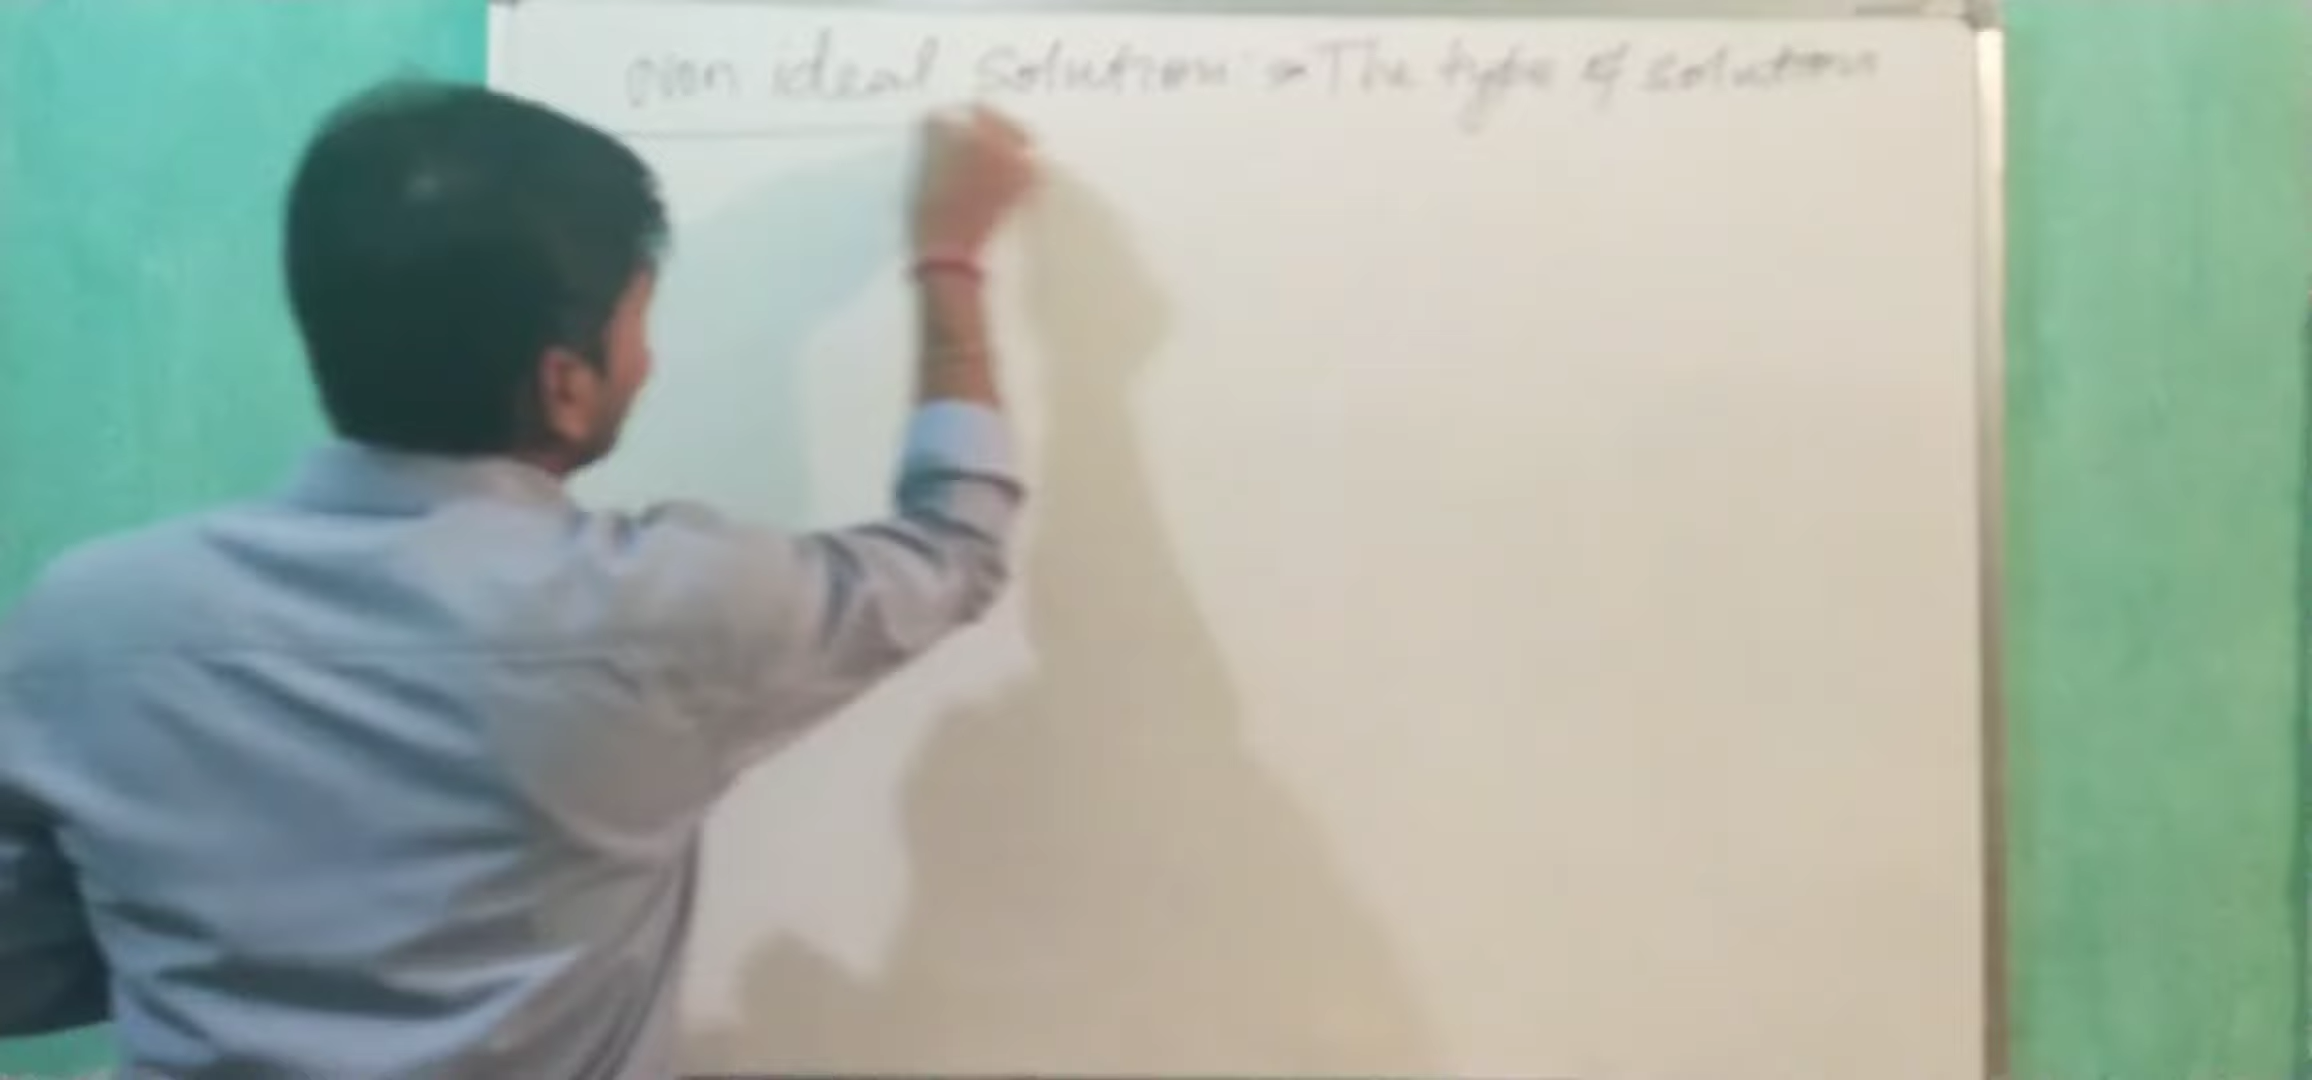 non ideal solution :- The type of solutions